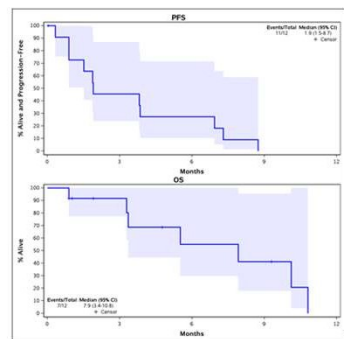 PFS
Events/Total Median (95% CI)
11/12 1.9 (1.5-8.7)
+ Censor
% Alive and Progression-Free
100
90
80
70
60
50
40
30
20
10
0
0 3 6 9 12
Months
OS
% Alive
100
90
80
70
60
50
40
30
20
10
0
Events/Total Median (95% CI)
7/12 7.9 (3.4-10.8)
+ Censor
0 3 6 9 12
Months